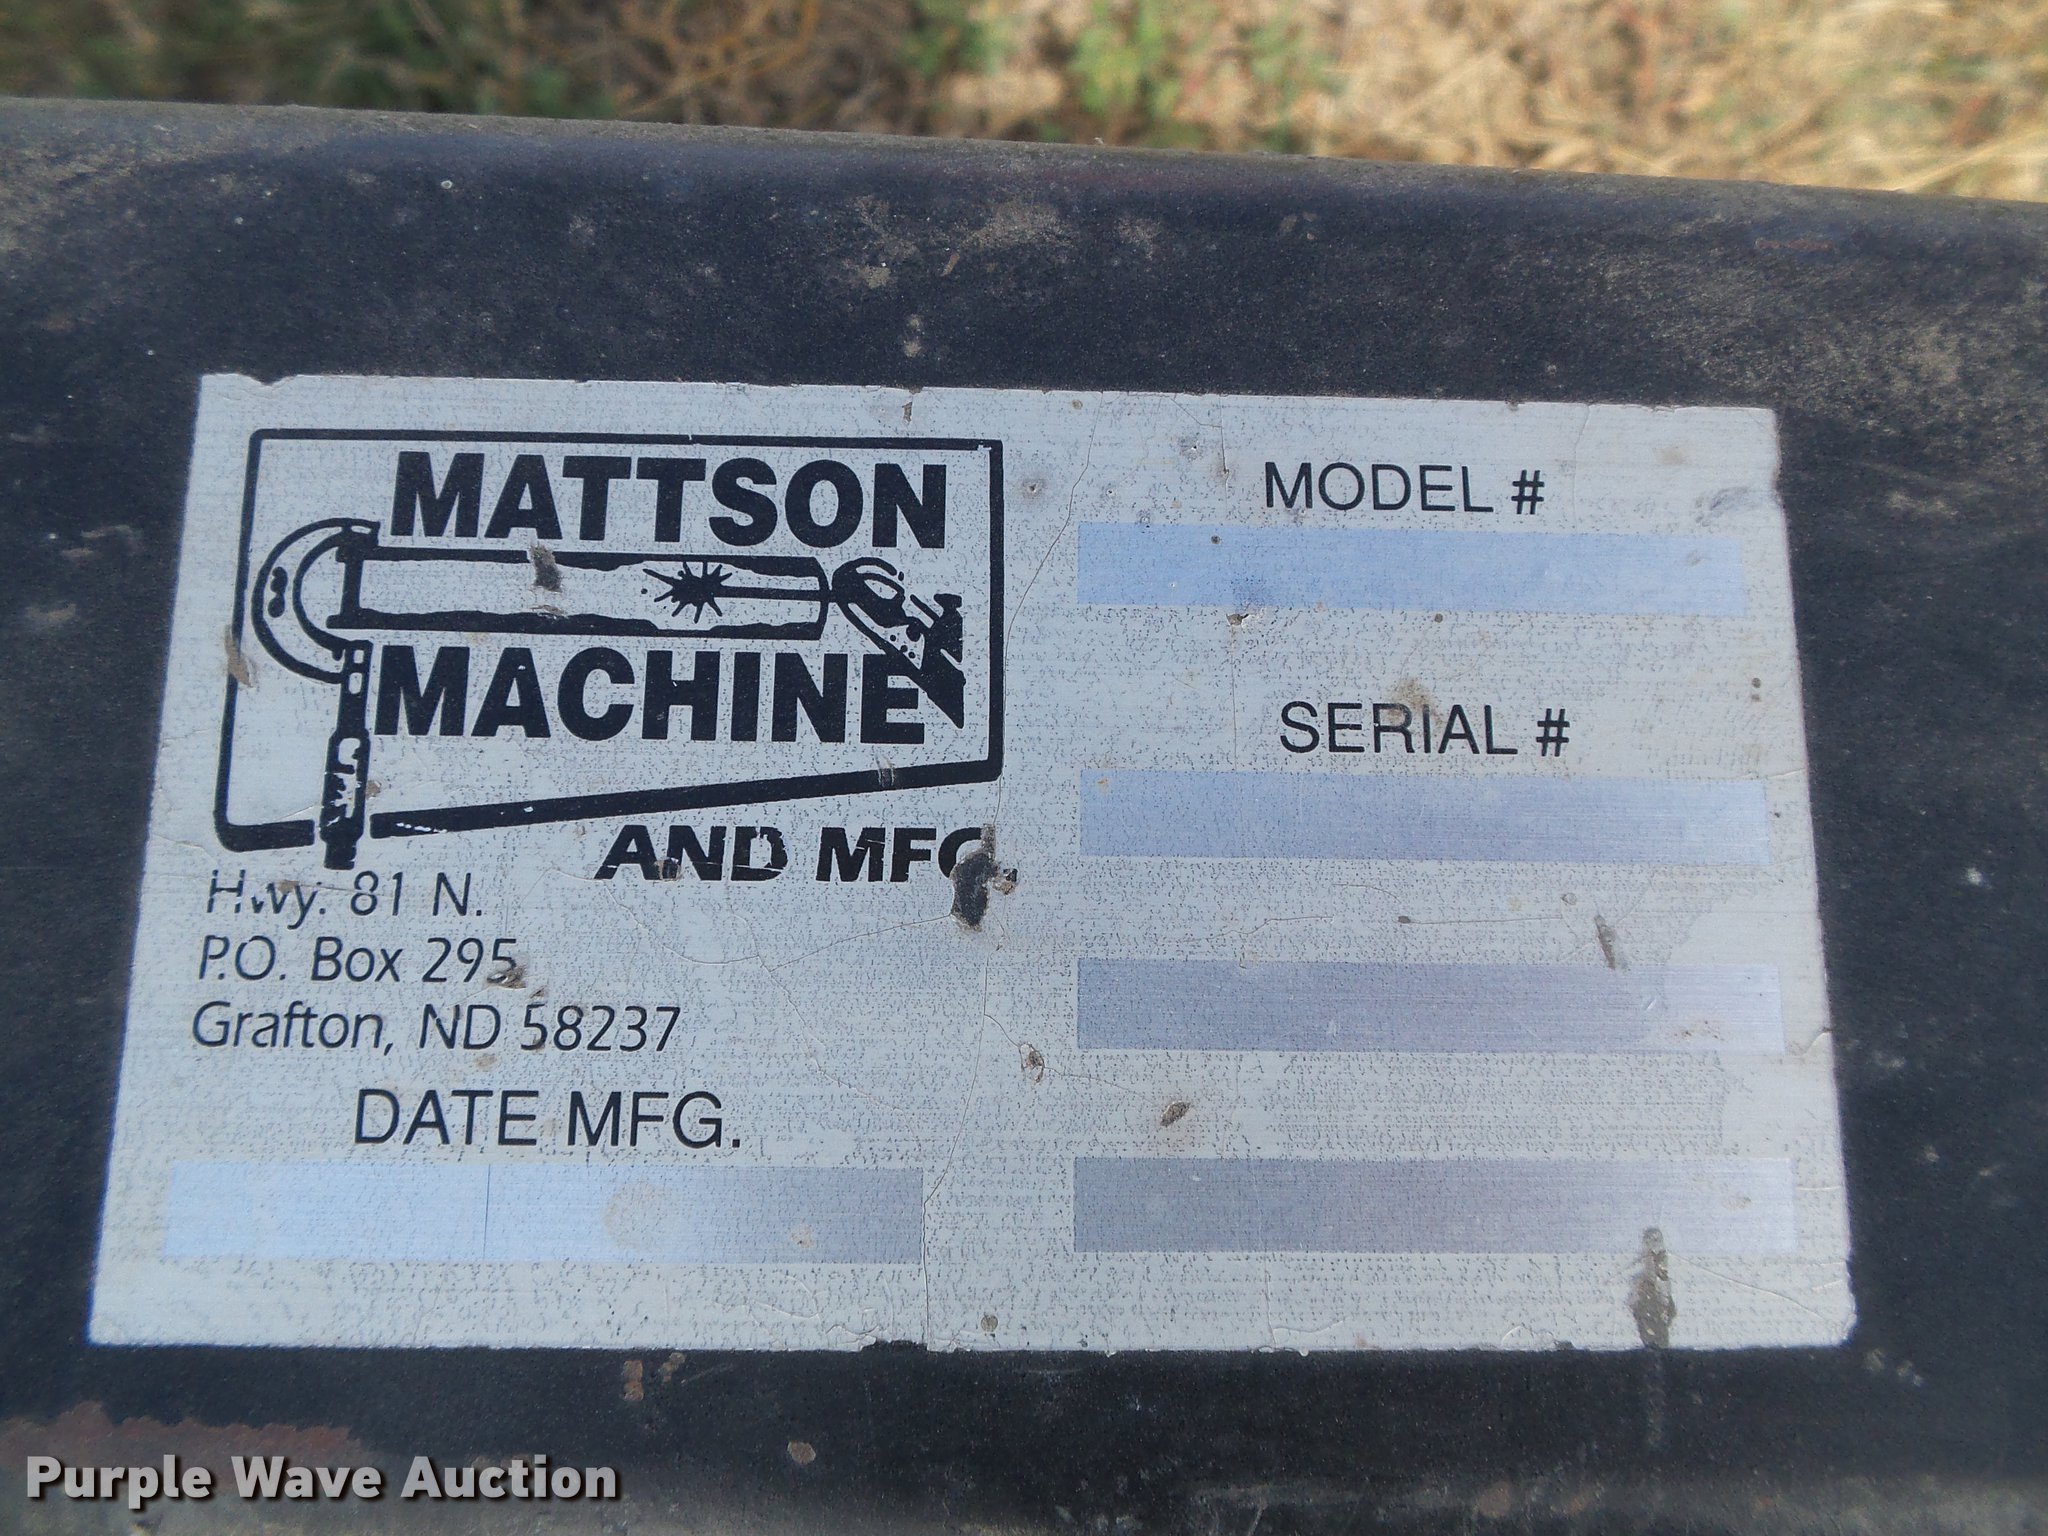 MATTSON
MACHINE
AND MFG.
Hwy. 81 N.
P.O. Box 295
Grafton, ND 58237
DATE MFG.
MODEL #
SERIAL #
Purple Wave Auction